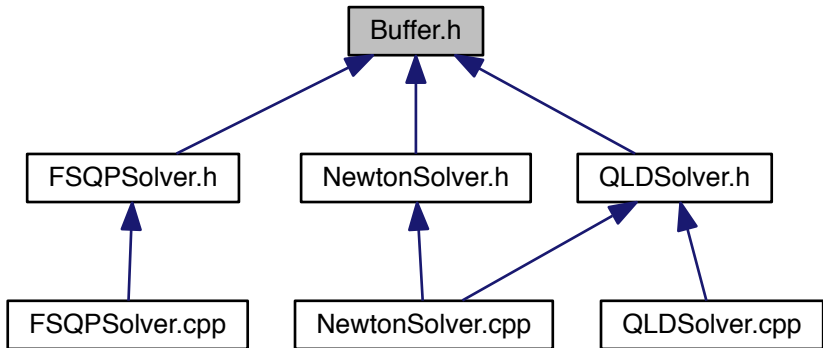 Buffer.h
FSQPSolver.h
NewtonSolver.h
QLDSolver.h
FSQPSolver.cpp
NewtonSolver.cpp
QLDSolver.cpp